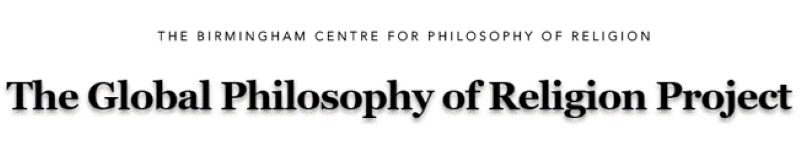 THE BIRMINGHAM CENTRE FOR PHILOSOPHY OF RELIGION
The Global Philosophy of Religion Project